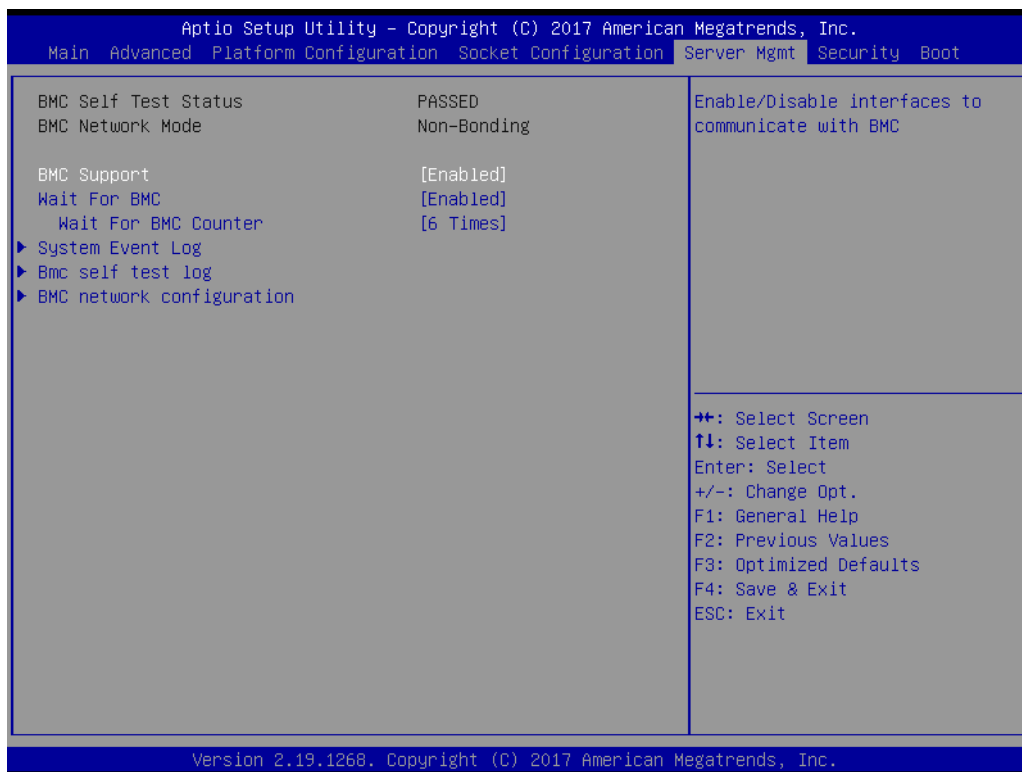 Aptio Setup Utility – Copyright (C) 2017 American Megatrends, Inc.
Main Advanced Platform Configuration Socket Configuration Server Mgmt Security Boot
BMC Self Test Status PASSED
BMC Network Mode Non-Bonding
BMC Support [Enabled]
Wait For BMC [Enabled]
Wait For BMC Counter [6 Times]
System Event Log
Bmc self test log
BMC network configuration
Enable/Disable interfaces to
communicate with BMC
→←: Select Screen
↑↓: Select Item
Enter: Select
+/-: Change Opt.
F1: General Help
F2: Previous Values
F3: Optimized Defaults
F4: Save & Exit
ESC: Exit
Version 2.19.1268. Copyright (C) 2017 American Megatrends, Inc.